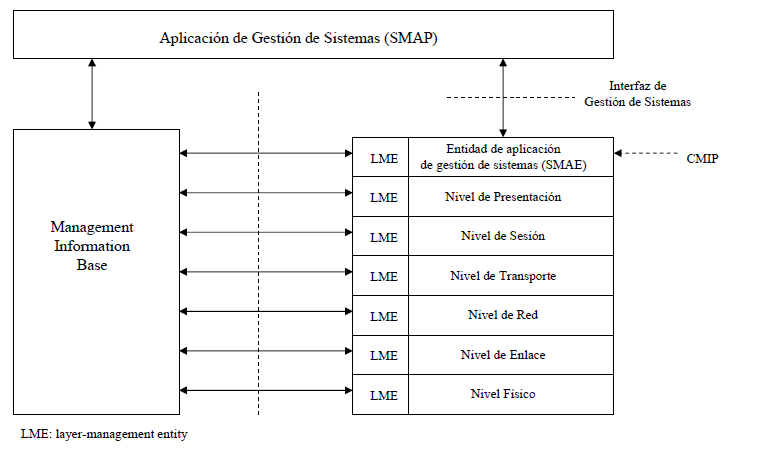 Aplicación de Gestión de Sistemas (SMAP)
Interfaz de
Gestión de Sistemas
Management
Information
Base
LME
Entidad de aplicación
de gestión de sistemas (SMAE)
CMIP
LME
Nivel de Presentación
LME
Nivel de Sesión
LME
Nivel de Transporte
LME
Nivel de Red
LME
Nivel de Enlace
LME
Nivel Físico
LME: layer-management entity